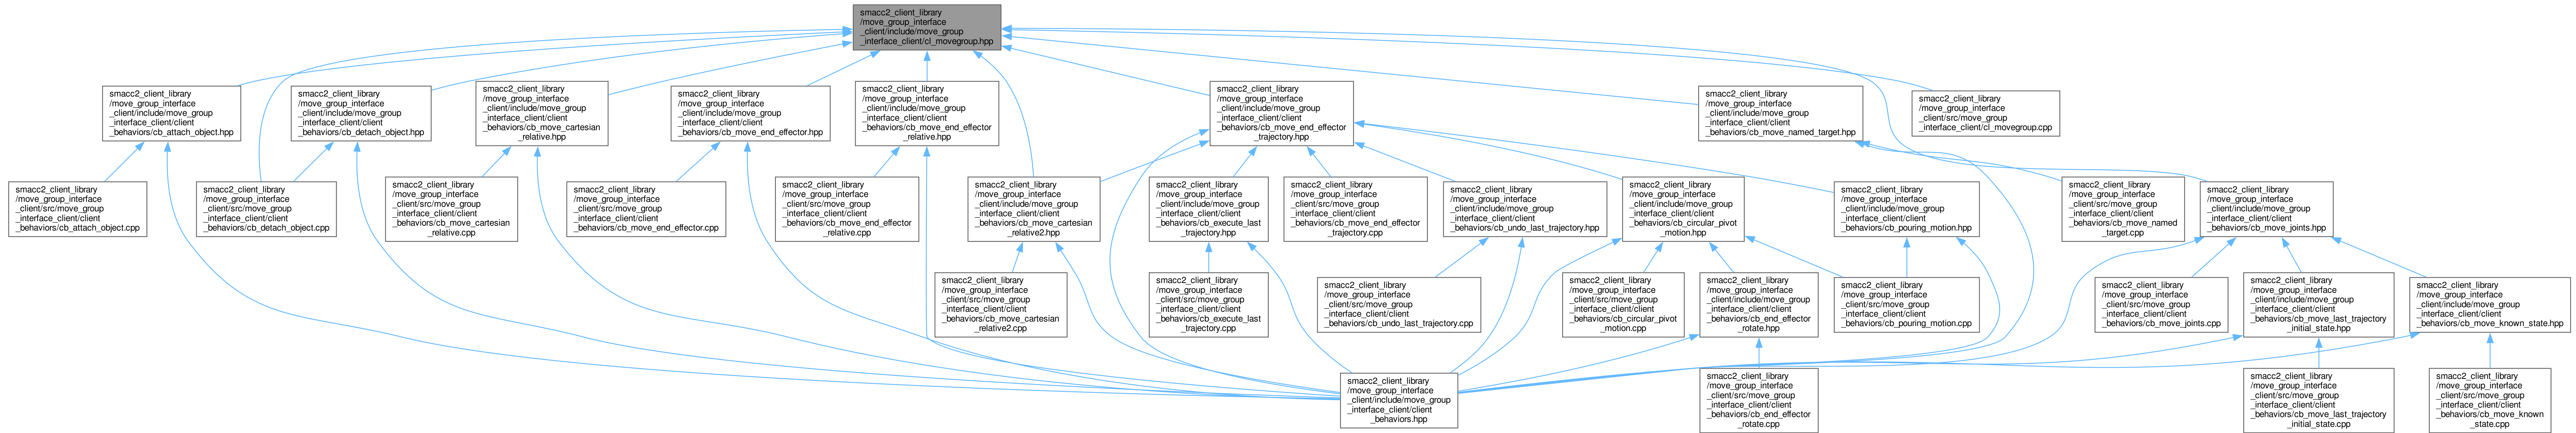 smacc2_client_library
/move_group_interface
_client/include/move_group
_interface_client/cl_movegroup.hpp
smacc2_client_library
/move_group_interface
_client/include/move_group
_interface_client/client
_behaviors/cb_attach_object.hpp
smacc2_client_library
/move_group_interface
_client/include/move_group
_interface_client/client
_behaviors/cb_detach_object.hpp
smacc2_client_library
/move_group_interface
_client/include/move_group
_interface_client/client
_behaviors/cb_move_cartesian
_relative.hpp
smacc2_client_library
/move_group_interface
_client/include/move_group
_interface_client/client
_behaviors/cb_move_end_effector.hpp
smacc2_client_library
/move_group_interface
_client/include/move_group
_interface_client/client
_behaviors/cb_move_end_effector
_relative.hpp
smacc2_client_library
/move_group_interface
_client/include/move_group
_interface_client/client
_behaviors/cb_move_end_effector
_trajectory.hpp
smacc2_client_library
/move_group_interface
_client/include/move_group
_interface_client/client
_behaviors/cb_move_named_target.hpp
smacc2_client_library
/move_group_interface
_client/src/move_group
_interface_client/cl_movegroup.cpp
smacc2_client_library
/move_group_interface
_client/src/move_group
_interface_client/client
_behaviors/cb_attach_object.cpp
smacc2_client_library
/move_group_interface
_client/src/move_group
_interface_client/client
_behaviors/cb_detach_object.cpp
smacc2_client_library
/move_group_interface
_client/src/move_group
_interface_client/client
_behaviors/cb_move_cartesian
_relative.cpp
smacc2_client_library
/move_group_interface
_client/src/move_group
_interface_client/client
_behaviors/cb_move_end_effector.cpp
smacc2_client_library
/move_group_interface
_client/src/move_group
_interface_client/client
_behaviors/cb_move_end_effector
_relative.cpp
smacc2_client_library
/move_group_interface
_client/include/move_group
_interface_client/client
_behaviors/cb_move_cartesian
_relative2.hpp
smacc2_client_library
/move_group_interface
_client/include/move_group
_interface_client/client
_behaviors/cb_execute_last
_trajectory.hpp
smacc2_client_library
/move_group_interface
_client/src/move_group
_interface_client/client
_behaviors/cb_move_end_effector
_trajectory.cpp
smacc2_client_library
/move_group_interface
_client/include/move_group
_interface_client/client
_behaviors/cb_undo_last_trajectory.hpp
smacc2_client_library
/move_group_interface
_client/include/move_group
_interface_client/client
_behaviors/cb_circular_pivot
_motion.hpp
smacc2_client_library
/move_group_interface
_client/include/move_group
_interface_client/client
_behaviors/cb_pouring_motion.hpp
smacc2_client_library
/move_group_interface
_client/src/move_group
_interface_client/client
_behaviors/cb_move_named
_target.cpp
smacc2_client_library
/move_group_interface
_client/include/move_group
_interface_client/client
_behaviors/cb_move_joints.hpp
smacc2_client_library
/move_group_interface
_client/src/move_group
_interface_client/client
_behaviors/cb_move_cartesian
_relative2.cpp
smacc2_client_library
/move_group_interface
_client/src/move_group
_interface_client/client
_behaviors/cb_execute_last
_trajectory.cpp
smacc2_client_library
/move_group_interface
_client/src/move_group
_interface_client/client
_behaviors/cb_undo_last_trajectory.cpp
smacc2_client_library
/move_group_interface
_client/src/move_group
_interface_client/client
_behaviors/cb_circular_pivot
_motion.cpp
smacc2_client_library
/move_group_interface
_client/include/move_group
_interface_client/client
_behaviors/cb_end_effector
_rotate.hpp
smacc2_client_library
/move_group_interface
_client/src/move_group
_interface_client/client
_behaviors/cb_pouring_motion.cpp
smacc2_client_library
/move_group_interface
_client/src/move_group
_interface_client/client
_behaviors/cb_move_joints.cpp
smacc2_client_library
/move_group_interface
_client/include/move_group
_interface_client/client
_behaviors/cb_move_last_trajectory
_initial_state.hpp
smacc2_client_library
/move_group_interface
_client/include/move_group
_interface_client/client
_behaviors/cb_move_known_state.hpp
smacc2_client_library
/move_group_interface
_client/include/move_group
_interface_client/client
_behaviors.hpp
smacc2_client_library
/move_group_interface
_client/src/move_group
_interface_client/client
_behaviors/cb_end_effector
_rotate.cpp
smacc2_client_library
/move_group_interface
_client/src/move_group
_interface_client/client
_behaviors/cb_move_last_trajectory
_initial_state.cpp
smacc2_client_library
/move_group_interface
_client/src/move_group
_interface_client/client
_behaviors/cb_move_known
_state.cpp